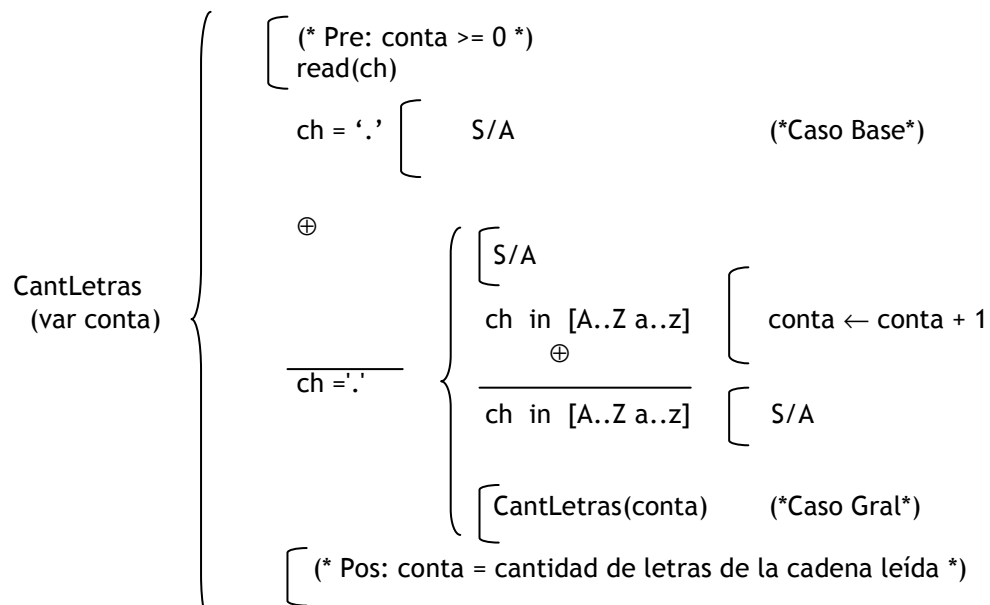 (* Pre: conta >= 0 *)
read(ch)
ch = ‘.’ S/A (*Caso Base*)
⊕
S/A
CantLetras
(var conta)
ch in [A..Z a..z] conta ← conta + 1
⊕
ch ='.'
ch in [A..Z a..z] S/A
CantLetras(conta) (*Caso Gral*)
(* Pos: conta = cantidad de letras de la cadena leída *)